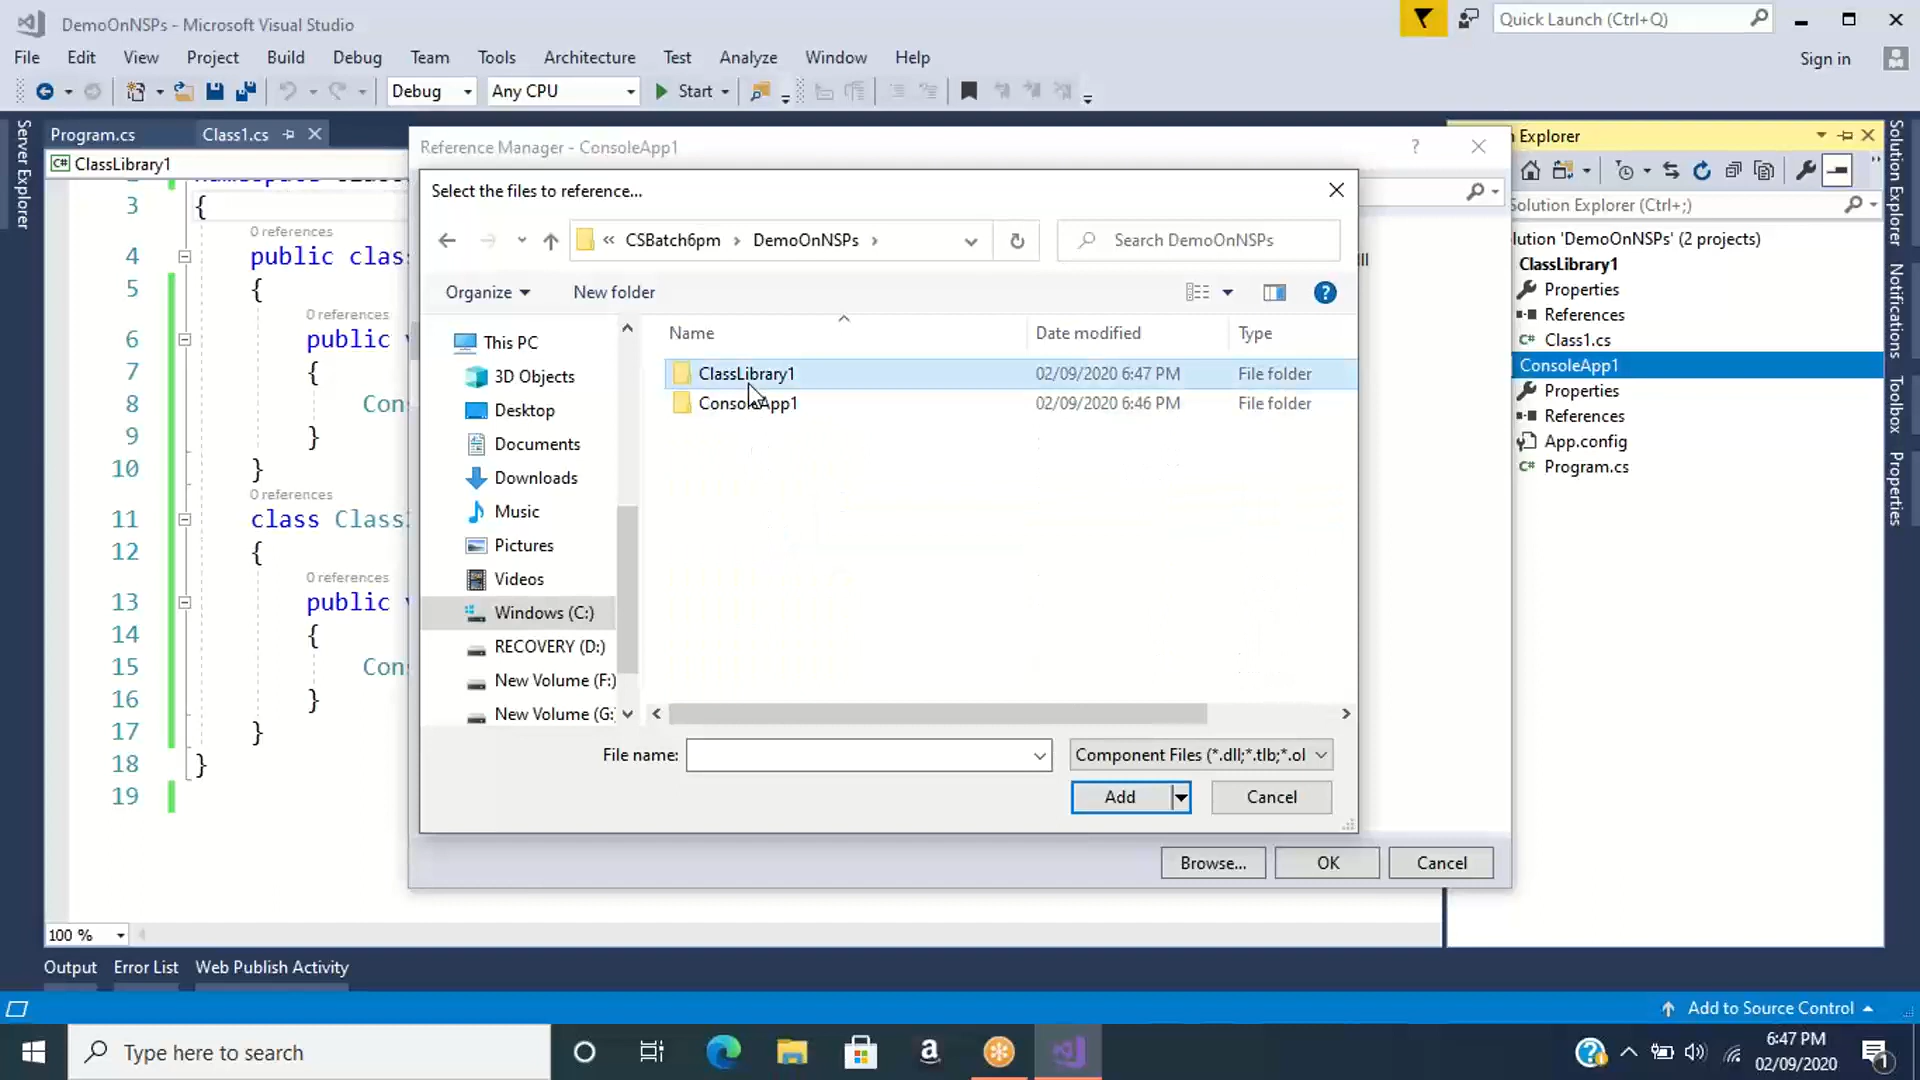 DemoOnNSPs - Microsoft Visual Studio
Quick Launch (Ctrl+Q)
File Edit View Project Build Debug Team Tools Architecture Test Analyze Window Help
Sign in
Debug Any CPU Start
Server Explorer
Program.cs Class1.cs
ClassLibrary1
Reference Manager - ConsoleApp1
Select the files to reference...
CSBatch6pm DemoOnNSPs
Search DemoOnNSPs
Organize New folder
Name Date modified Type
This PC
3D Objects
Desktop
Documents
Downloads
Music
Pictures
Videos
Windows (C:)
RECOVERY (D:)
New Volume (F:)
New Volume (G:
ClassLibrary1 02/09/2020 6:47 PM File folder
ConsoleApp1 02/09/2020 6:46 PM File folder
File name:
Component Files (*.dll;*.tlb;*.ol
Add Cancel
Browse... OK Cancel
3 {
0 references
4 public clas
5 {
0 references
6 public v
7 {
8 Con
9 }
10 }
0 references
11 class Class
12 {
0 references
13 public v
14 {
15 Con
16 }
17 }
18 }
19
100 %
Explorer
olution Explorer (Ctrl+;)
lution 'DemoOnNSPs' (2 projects)
ClassLibrary1
Properties
References
C# Class1.cs
ConsoleApp1
Properties
References
App.config
C# Program.cs
Solution Explorer
Notifications
Toolbox
Properties
Output Error List Web Publish Activity
Add to Source Control
Type here to search
6:47 PM
02/09/2020
1